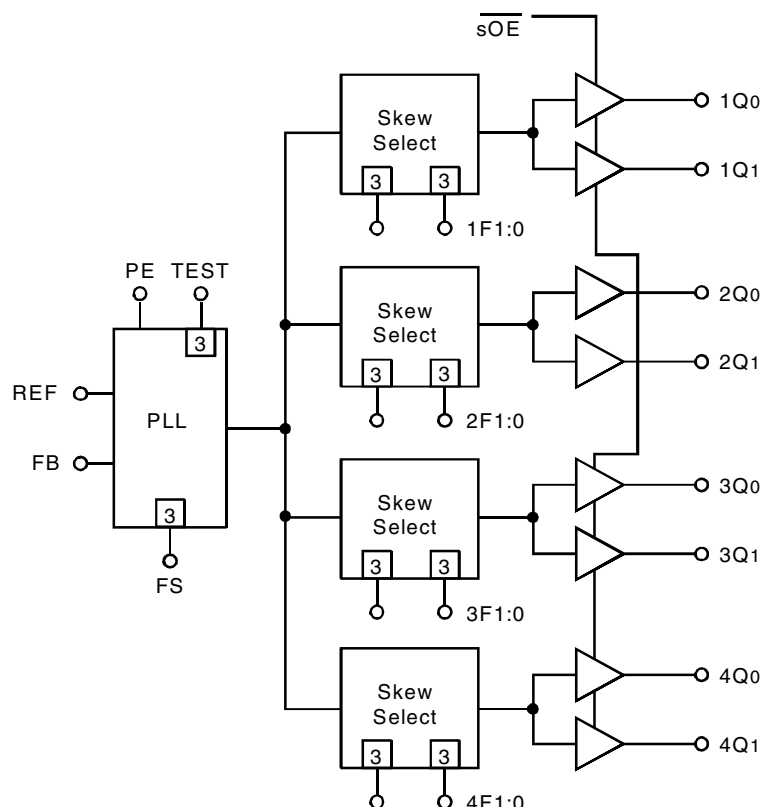 sOE
Skew
Select
3 3
1F1:0
1Q0
1Q1
PE TEST
3
REF
PLL
FB
3
FS
Skew
Select
3 3
2F1:0
2Q0
2Q1
Skew
Select
3 3
3F1:0
3Q0
3Q1
Skew
Select
3 3
4F1:0
4Q0
4Q1